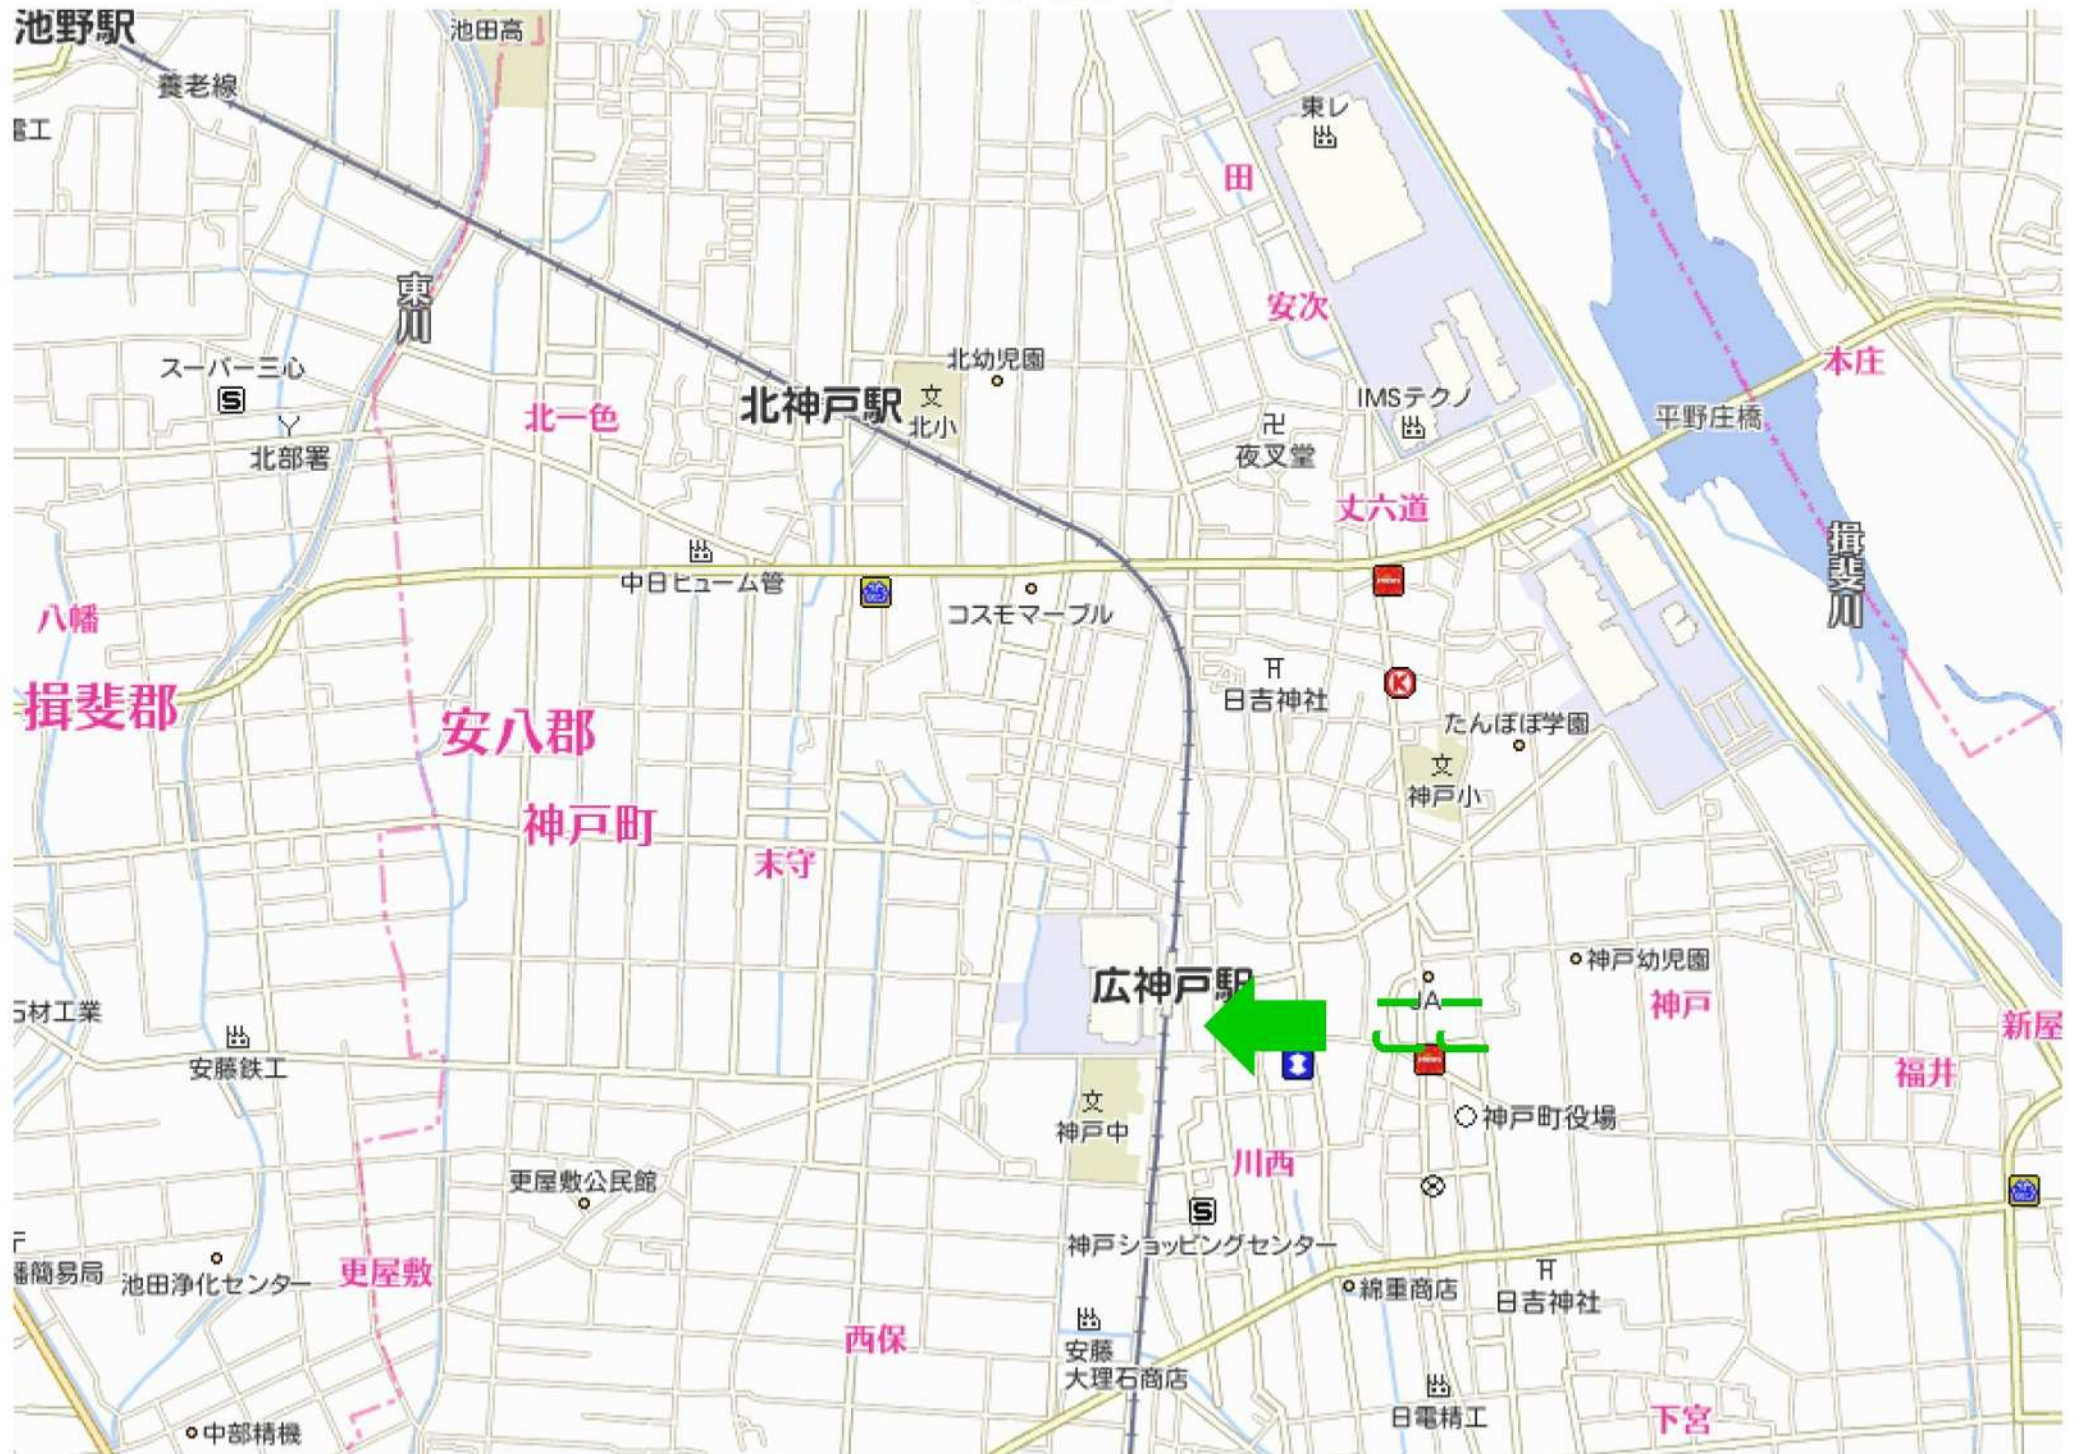 池野駅
池田高
養老線
東レ
電工
田
東川
安次
スーパー三心
北幼児園
本庄
北一色
北神戸駅
北小
IMSテクノ
平野庄橋
北部署
夜叉堂
丈六道
中日ヒューム管
コスモマーブル
揖斐川
八幡
揖斐郡
安八郡
日吉神社
たんぽぽ学園
神戸小
神戸町
末守
広神戸駅
神戸幼児園
JA
神戸
石材工業
新屋
安藤鉄工
福井
神戸中
神戸町役場
川西
更屋敷公民館
神戸ショッピングセンター
幡簡易局
池田浄化センター
更屋敷
綿重商店
日吉神社
西保
安藤
大理石商店
日電精工
下宮
中部精機